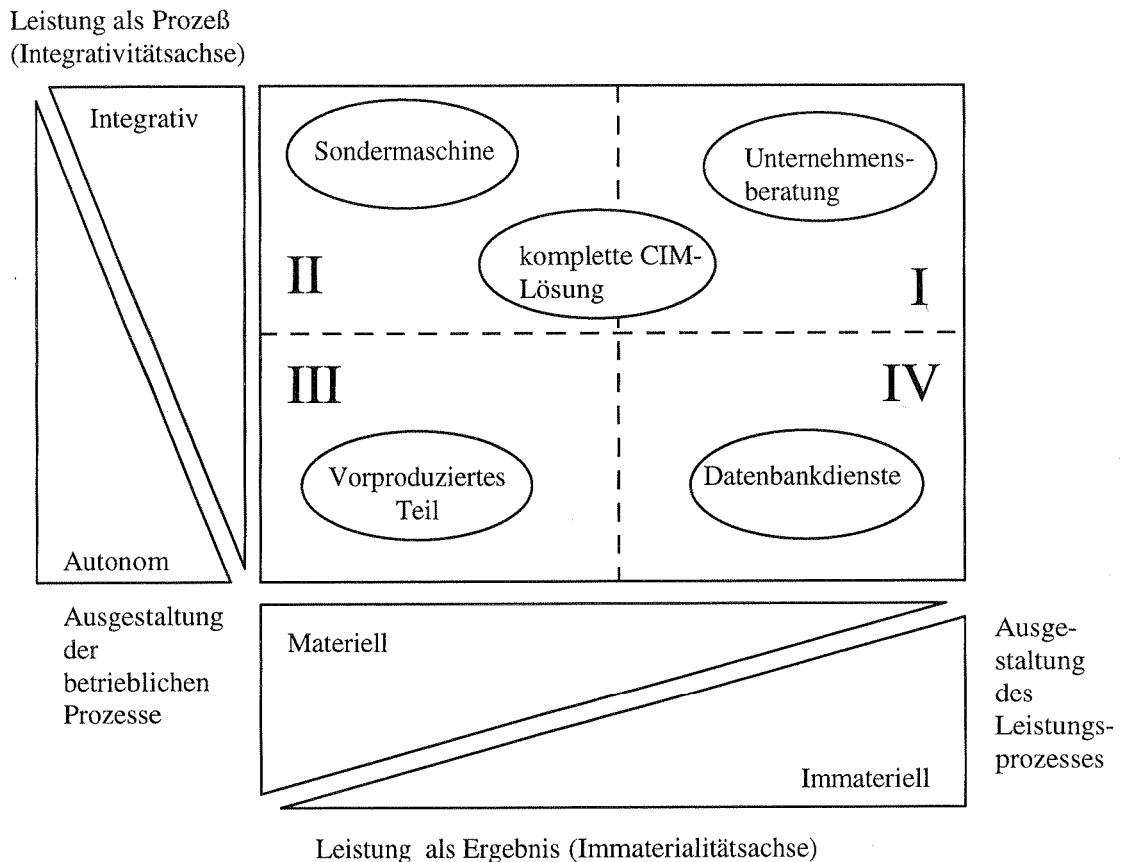 Leistung als Prozeß
(Integrativitätsachse)
Integrativ
Autonom
Sondermaschine
Unternehmens-
beratung
komplette CIM-
Lösung
II
I
III
IV
Vorproduziertes
Teil
Datenbankdienste
Ausgestaltung
der
betrieblichen
Prozesse
Materiell
Immateriell
Ausge-
staltung
des
Leistungs-
prozesses
Leistung als Ergebnis (Immaterialitätsachse)